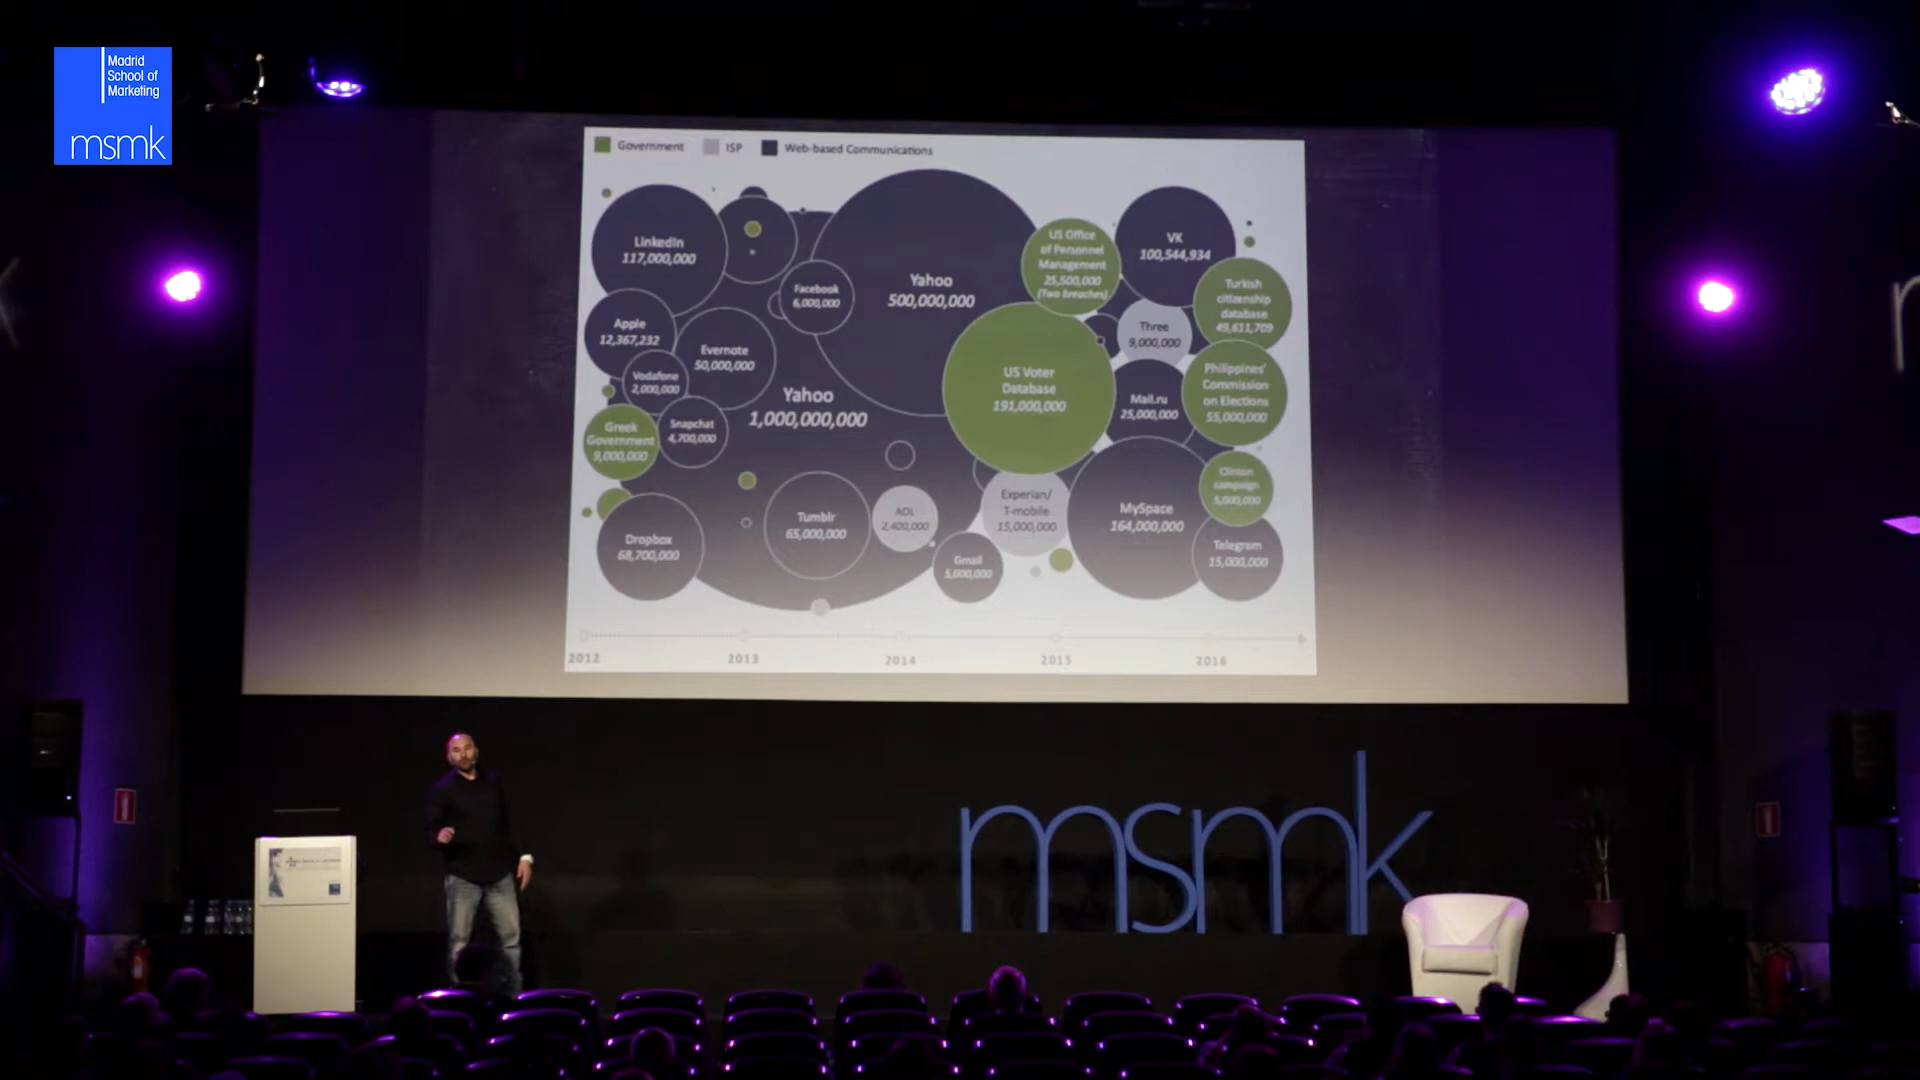 Madrid
School of
Marketing
msmk
Government
ISP
Web-based Communications
LinkedIn
117,000,000
Facebook
6,000,000
Yahoo
500,000,000
US Office
of Personnel
Management
25,500,000
(Two breaches)
VK
100,544,934
Turkish
citizenship
database
49,611,709
Apple
12,367,232
Evernote
50,000,000
Vodafone
2,000,000
Yahoo
1,000,000,000
US Voter
Database
191,000,000
Three
9,000,000
Mail.ru
25,000,000
Philippines'
Commission
on Elections
55,000,000
Greek
Government
9,000,000
Snapchat
4,700,000
Clinton
campaign
5,000,000
Dropbox
68,700,000
Tumblr
65,000,000
AOL
2,400,000
Experian/
T-mobile
15,000,000
MySpace
164,000,000
Gmail
5,000,000
Telegram
15,000,000
2012
2013
2014
2015
2016
msmk